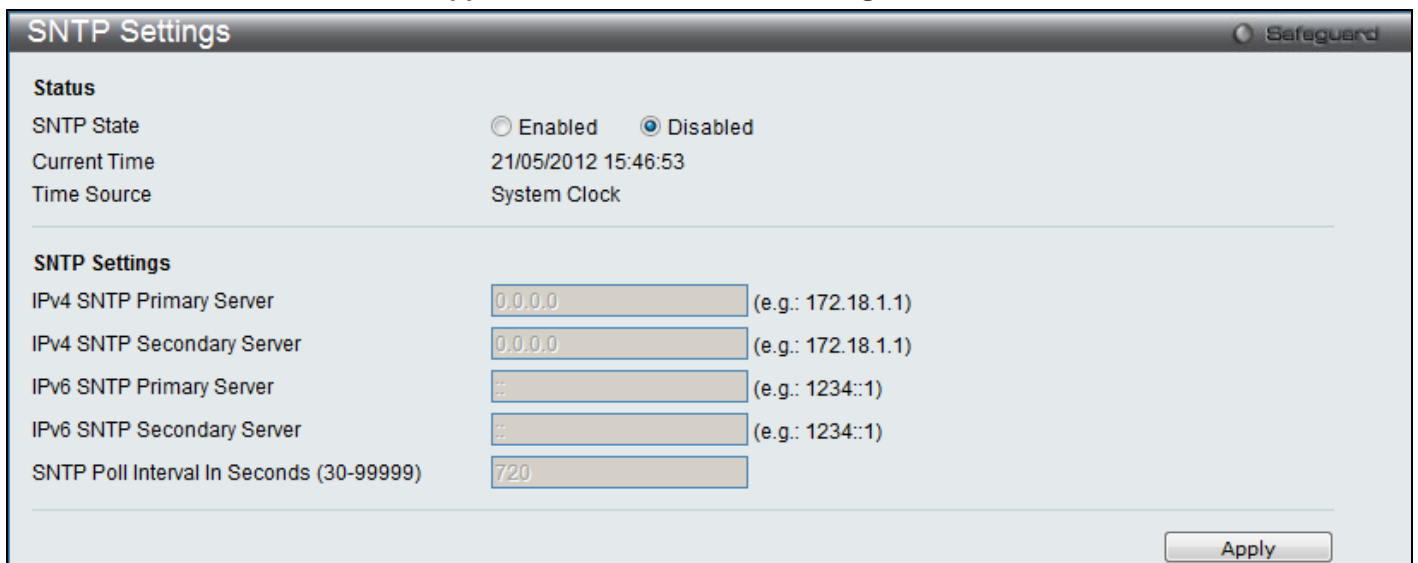 SNTP Settings
Safeguard
Status
SNTP State Enabled Disabled
Current Time 21/05/2012 15:46:53
Time Source System Clock
SNTP Settings
IPv4 SNTP Primary Server 0.0.0.0 (e.g.: 172.18.1.1)
IPv4 SNTP Secondary Server 0.0.0.0 (e.g.: 172.18.1.1)
IPv6 SNTP Primary Server :: (e.g.: 1234::1)
IPv6 SNTP Secondary Server :: (e.g.: 1234::1)
SNTP Poll Interval In Seconds (30-99999) 720
Apply